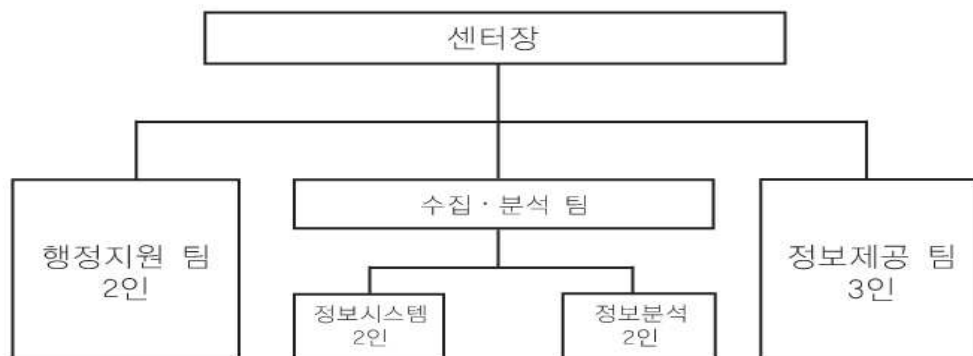 센터장
행정지원 팀
2인
수집 · 분석 팀
정보시스템
2인
정보분석
2인
정보제공 팀
3인